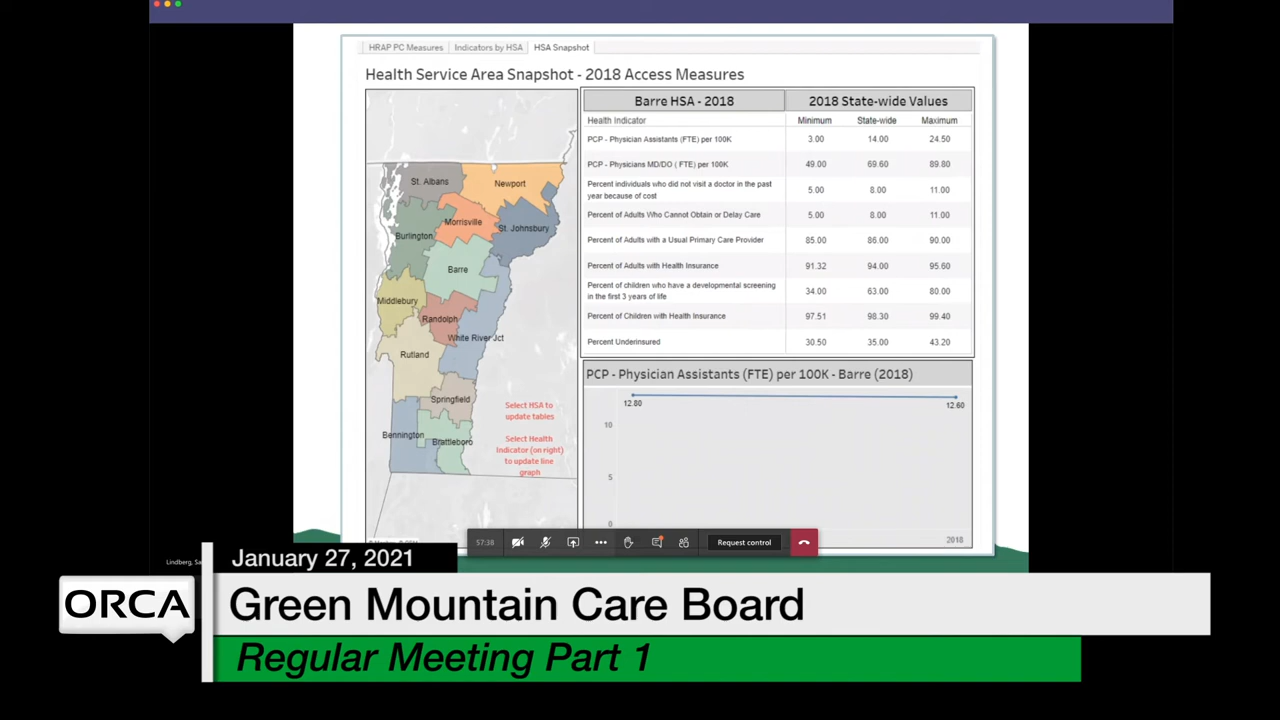 HRAP PC Measures Indicators by HSA HSA Snapshot
Health Service Area Snapshot - 2018 Access Measures
St. Albans
Newport
Morrisville
Burlington
St. Johnsbury
Barre
Middlebury
Randolph
White River Jct
Rutland
Springfield
Bennington
Brattleboro
Select HSA to
update tables
Select Health
Indicator (on right)
to update line
graph
Barre HSA - 2018 2018 State-wide Values
Health Indicator Minimum State-wide Maximum
PCP - Physician Assistants (FTE) per 100K 3.00 14.00 24.50
PCP - Physicians MD/DO ( FTE) per 100K 49.00 69.60 89.80
Percent individuals who did not visit a doctor in the past
year because of cost 5.00 8.00 11.00
Percent of Adults Who Cannot Obtain or Delay Care 5.00 8.00 11.00
Percent of Adults with a Usual Primary Care Provider 85.00 86.00 90.00
Percent of Adults with Health Insurance 91.32 94.00 95.60
Percent of children who have a developmental screening
in the first 3 years of life 34.00 63.00 80.00
Percent of Children with Health Insurance 97.51 98.30 99.40
Percent Underinsured 30.50 35.00 43.20
PCP - Physician Assistants (FTE) per 100K - Barre (2018)
12.80 12.60
10
5
0
2018
57:38 Request control
Lindberg, Sa
January 27, 2021
ORCA
Green Mountain Care Board
Regular Meeting Part 1